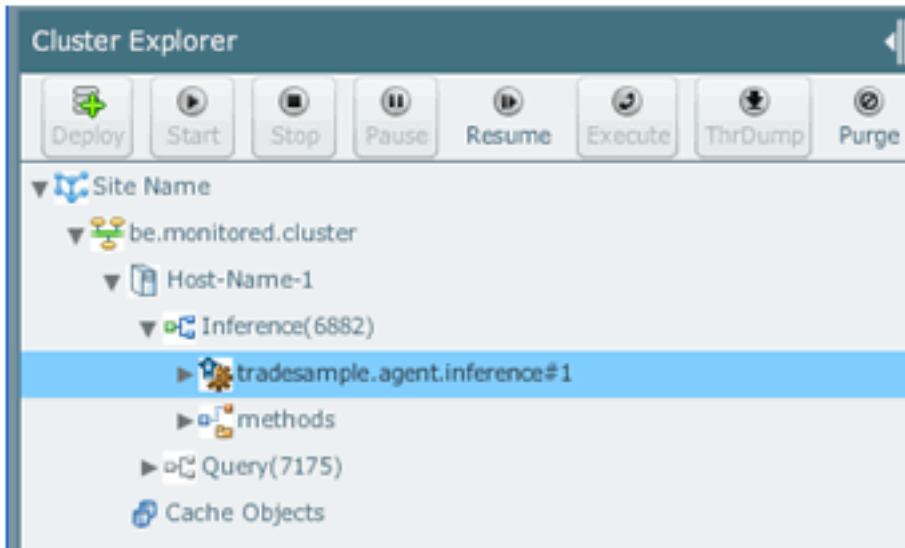 Cluster Explorer
Deploy Start Stop Pause Resume Execute ThrDump Purge
Site Name
be.monitored.cluster
Host-Name-1
Inference(6882)
tradesample.agent.inference#1
methods
Query(7175)
Cache Objects